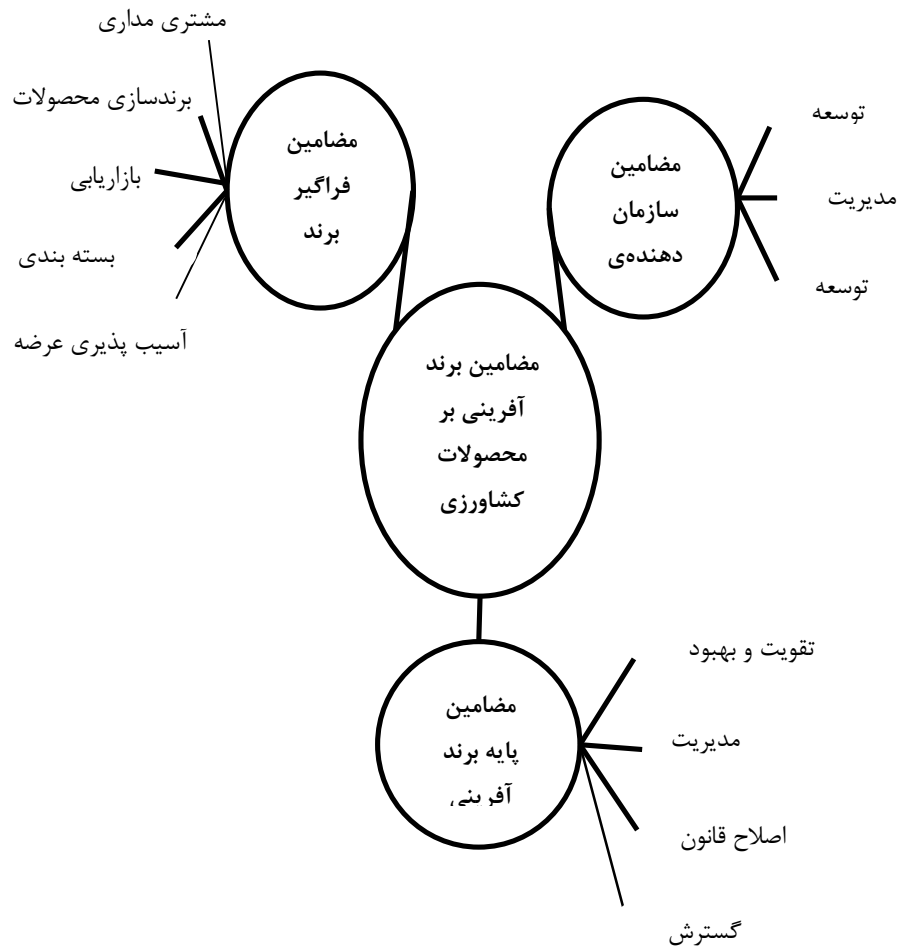 مشتری مداری
برندسازی محصولات
بازاریابی
بسته بندی
آسیب پذیری عرضه
مضامین
فراگیر
برند
مضامین
سازمان
دهنده‌ی
توسعه
مدیریت
توسعه
مضامین برند
آفرینی بر
محصولات
کشاورزی
مضامین
پایه برند
آفرینی
تقویت و بهبود
مدیریت
اصلاح قانون
گسترش